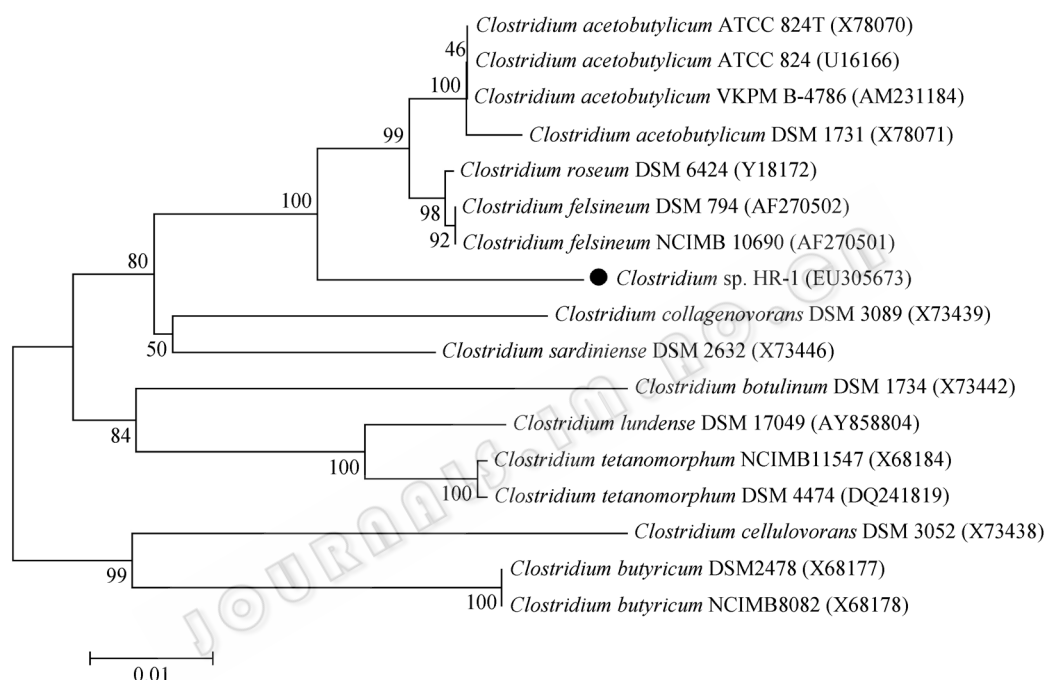 Clostridium acetobutylicum ATCC 824T (X78070)
46
Clostridium acetobutylicum ATCC 824 (U16166)
100
Clostridium acetobutylicum VKPM B-4786 (AM231184)
99
Clostridium acetobutylicum DSM 1731 (X78071)
Clostridium roseum DSM 6424 (Y18172)
100
98
Clostridium felsineum DSM 794 (AF270502)
92
Clostridium felsineum NCIMB 10690 (AF270501)
80
Clostridium sp. HR-1 (EU305673)
Clostridium collagenovorans DSM 3089 (X73439)
50
Clostridium sardiniense DSM 2632 (X73446)
Clostridium botulinum DSM 1734 (X73442)
84
Clostridium lundense DSM 17049 (AY858804)
100
Clostridium tetanomorphum NCIMB11547 (X68184)
100
Clostridium tetanomorphum DSM 4474 (DQ241819)
Clostridium cellulovorans DSM 3052 (X73438)
99
Clostridium butyricum DSM2478 (X68177)
100
Clostridium butyricum NCIMB8082 (X68178)
0.01
JOURNALS.IM.AC.CN